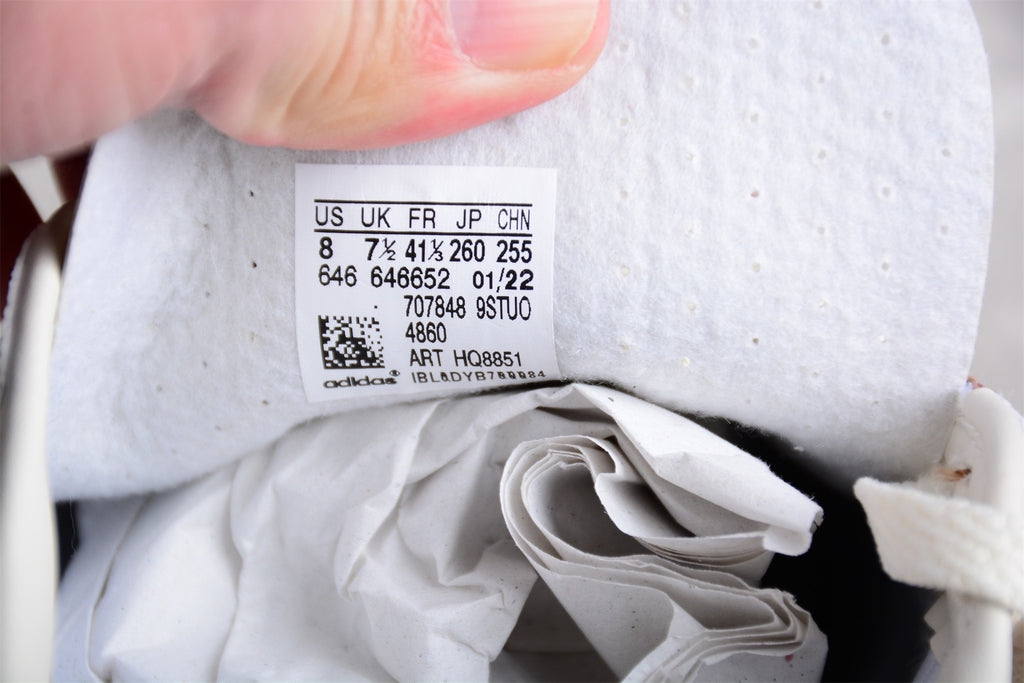 US UK FR JP CHN
8 7½ 41⅓ 260 255
646 646652 01/22
707848 9STUO
4860
ART HQ8851
adidas®